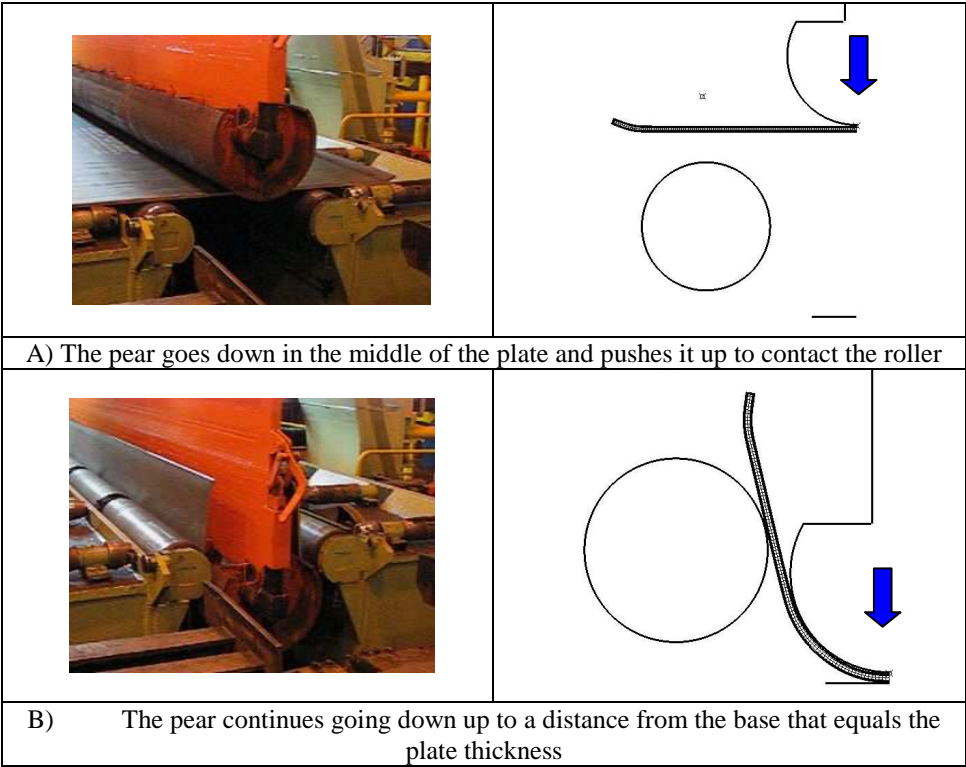 A) The pear goes down in the middle of the plate and pushes it up to contact the roller
B) The pear continues going down up to a distance from the base that equals the
plate thickness